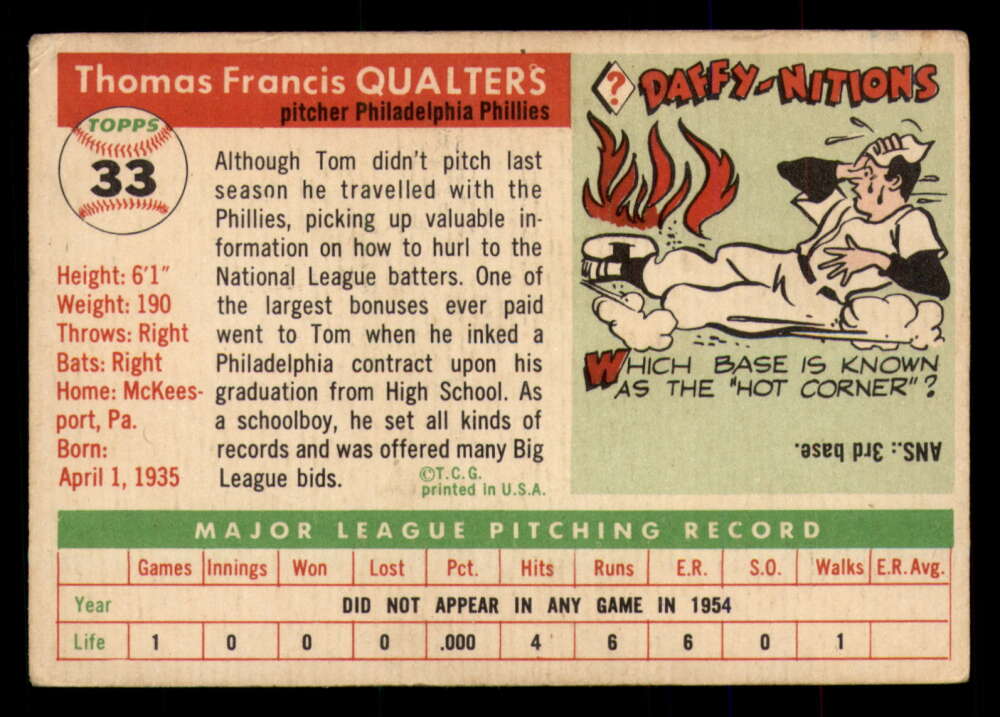 Thomas Francis QUALTERS
pitcher Philadelphia Phillies
TOPPS
33
Height: 6'1"
Weight: 190
Throws: Right
Bats: Right
Home: McKees-
port, Pa.
Born:
April 1, 1935
Although Tom didn't pitch last
season he travelled with the
Phillies, picking up valuable in-
formation on how to hurl to the
National League batters. One of
the largest bonuses ever paid
went to Tom when he inked a
Philadelphia contract upon his
graduation from High School. As
a schoolboy, he set all kinds of
records and was offered many Big
League bids.
©T.C.G.
printed in U.S.A.
? DAFFY-NITIONS
WHICH BASE IS KNOWN
AS THE "HOT CORNER"?
ANS.: 3rd base.
MAJOR LEAGUE PITCHING RECORD
Games Innings Won Lost Pct. Hits Runs E.R. S.O. Walks E.R.Avg.
Year DID NOT APPEAR IN ANY GAME IN 1954
Life 1 0 0 0 .000 4 6 6 0 1